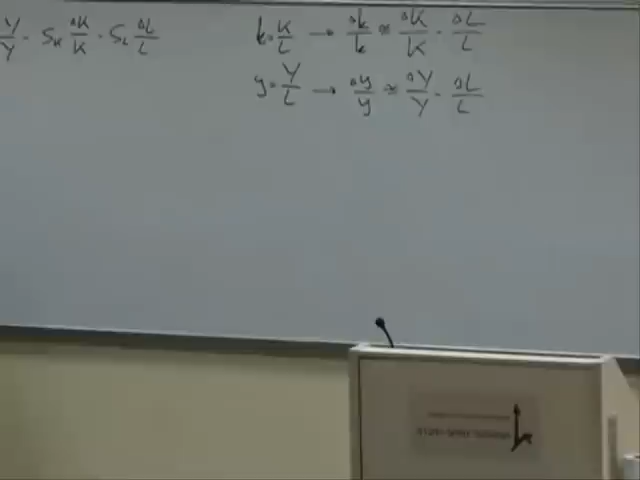 Y/Y - S_K ΔK/K - S_L ΔL/L
k = K/L → Δk/k ≈ ΔK/K - ΔL/L
y = Y/L → Δy/y ≈ ΔY/Y - ΔL/L